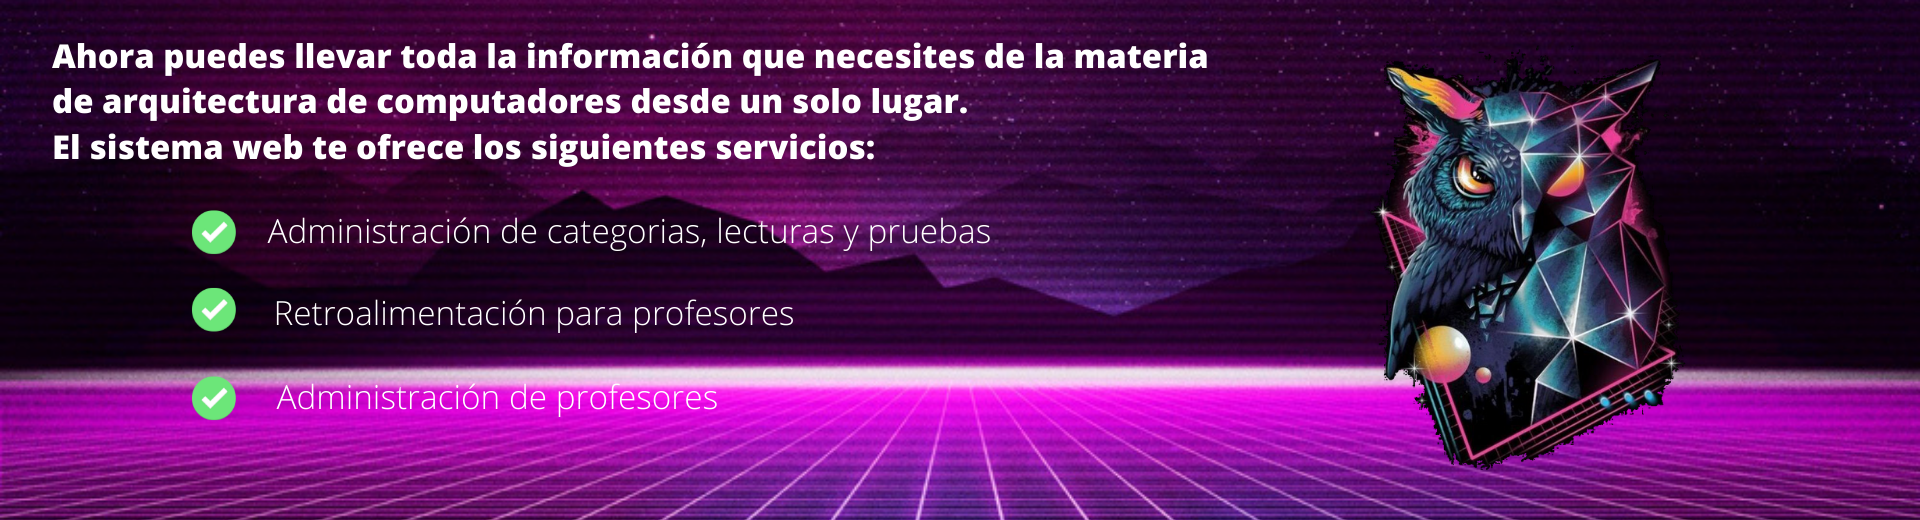 Ahora puedes llevar toda la información que necesites de la materia
de arquitectura de computadores desde un solo lugar.
El sistema web te ofrece los siguientes servicios:
Administración de categorias, lecturas y pruebas
Retroalimentación para profesores
Administración de profesores